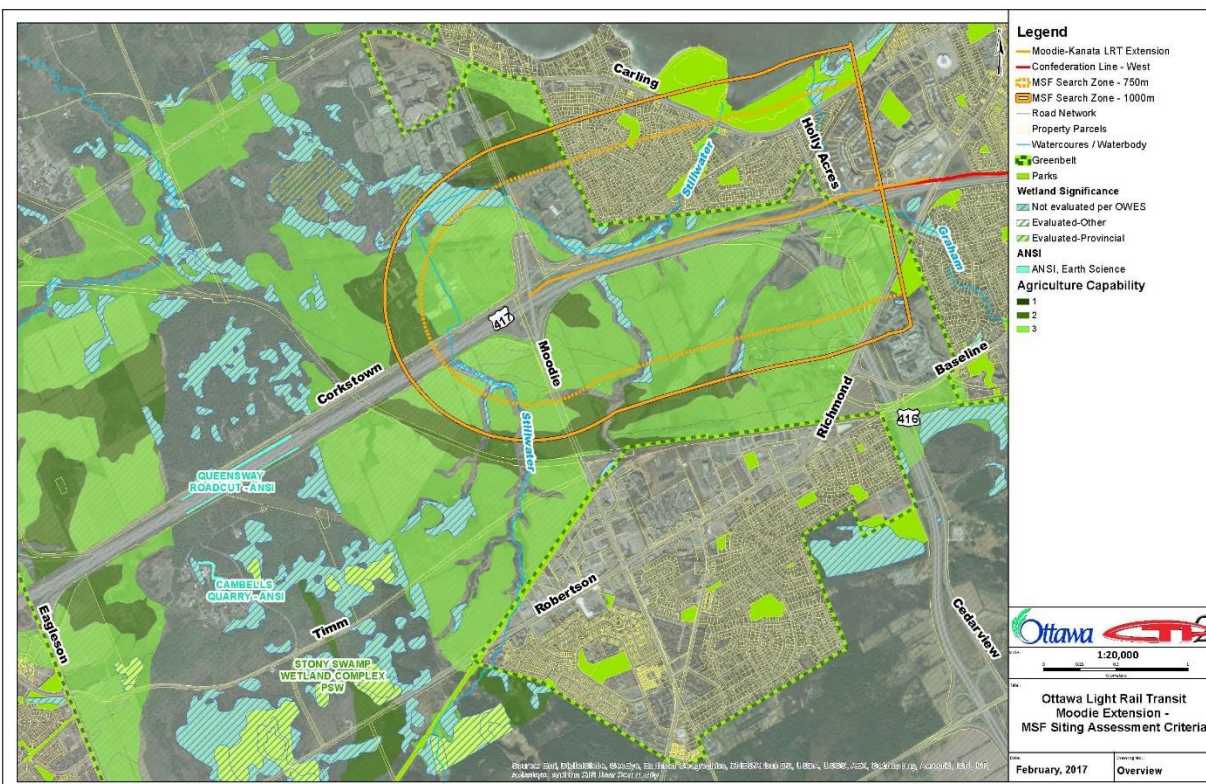 Carling
Holly Acres
Stillwater
Graham
417
Moodie
Corkstown
Baseline
Richmond
416
Stillwater
QUEENSWAY
ROADCUT - ANSI
CAMBELLS
QUARRY - ANSI
Timm
Eagleson
Robertson
Cedarview
STONY SWAMP
WETLAND COMPLEX
PSW
Legend
Moodie-Kanata LRT Extension
Confederation Line - West
MSF Search Zone - 750m
MSF Search Zone - 1000m
Road Network
Property Parcels
Watercoures / Waterbody
Greenbelt
Parks
Wetland Significance
Not evaluated per OWES
Evaluated-Other
Evaluated-Provincial
ANSI
ANSI, Earth Science
Agriculture Capability
1
2
3
Ottawa
1:20,000
Ottawa Light Rail Transit
Moodie Extension -
MSF Siting Assessment Criteria
February, 2017
Overview